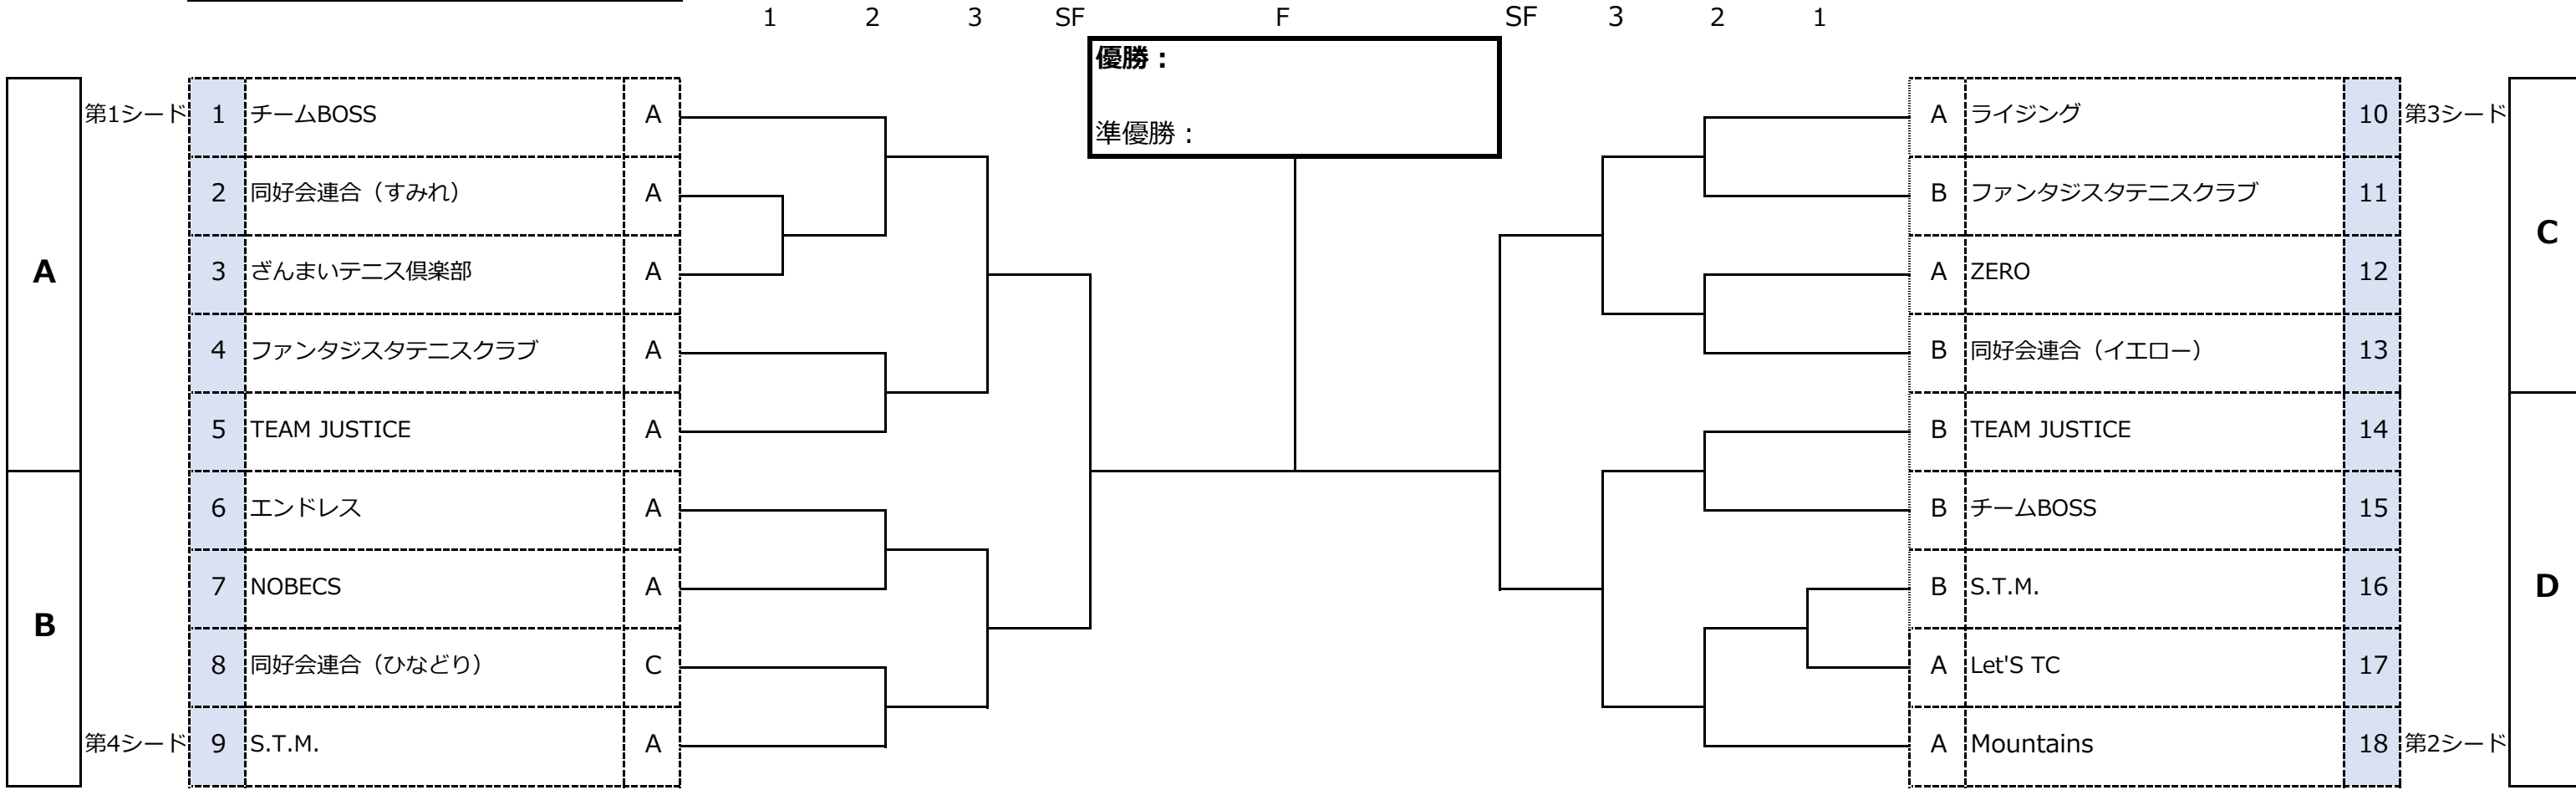 1 2 3 SF F SF 3 2 1
優勝：
準優勝：
A
B
第1シード 1 チームBOSS A
2 同好会連合（すみれ） A
3 ざんまいテニス倶楽部 A
4 ファンタジスタテニスクラブ A
5 TEAM JUSTICE A
6 エンドレス A
7 NOBECS A
8 同好会連合（ひなどり） C
第4シード 9 S.T.M. A
A ライジング 10 第3シード
B ファンタジスタテニスクラブ 11
A ZERO 12
B 同好会連合（イエロー） 13
B TEAM JUSTICE 14
B チームBOSS 15
B S.T.M. 16
A Let'S TC 17
A Mountains 18 第2シード
C
D